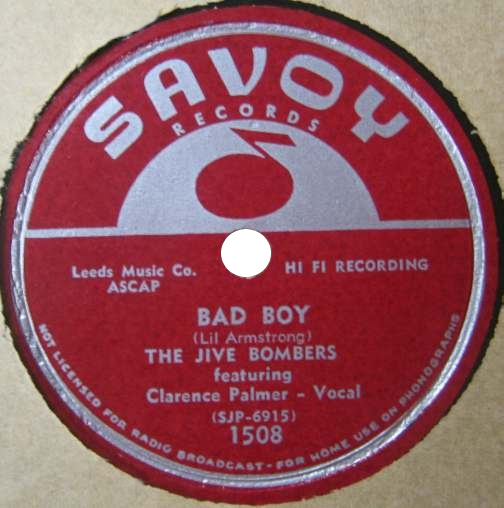 SAVOY
RECORDS
Leeds Music Co.
ASCAP
HI FI RECORDING
BAD BOY
(Lil Armstrong)
THE JIVE BOMBERS
featuring
Clarence Palmer - Vocal
(SJP-6915)
1508
NOT LICENSED FOR RADIO BROADCAST - FOR HOME USE ON PHONOGRAPHS